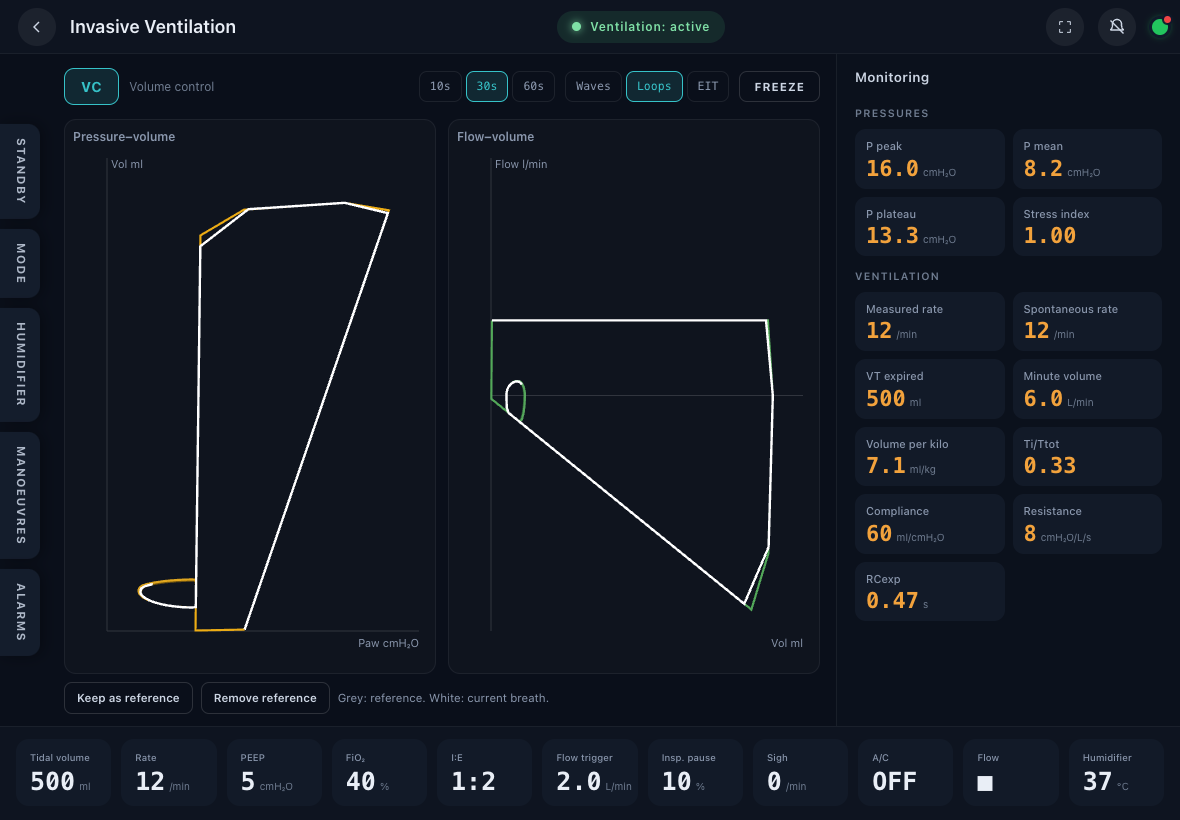 Invasive Ventilation
Ventilation: active
VC
Volume control
10s
30s
60s
Waves
Loops
EIT
FREEZE
STANDBY
MODE
HUMIDIFIER
MANOEUVRES
ALARMS
Pressure–volume
Vol ml
Paw cmH₂O
Flow–volume
Flow l/min
Vol ml
Keep as reference
Remove reference
Grey: reference. White: current breath.
Monitoring
PRESSURES
P peak
16.0 cmH₂O
P mean
8.2 cmH₂O
P plateau
13.3 cmH₂O
Stress index
1.00
VENTILATION
Measured rate
12 /min
Spontaneous rate
12 /min
VT expired
500 ml
Minute volume
6.0 L/min
Volume per kilo
7.1 ml/kg
Ti/Ttot
0.33
Compliance
60 ml/cmH₂O
Resistance
8 cmH₂O/L/s
RCexp
0.47 s
Tidal volume
500 ml
Rate
12 /min
PEEP
5 cmH₂O
FiO₂
40 %
I:E
1:2
Flow trigger
2.0 L/min
Insp. pause
10 %
Sigh
0 /min
A/C
OFF
Flow
■
Humidifier
37 °C